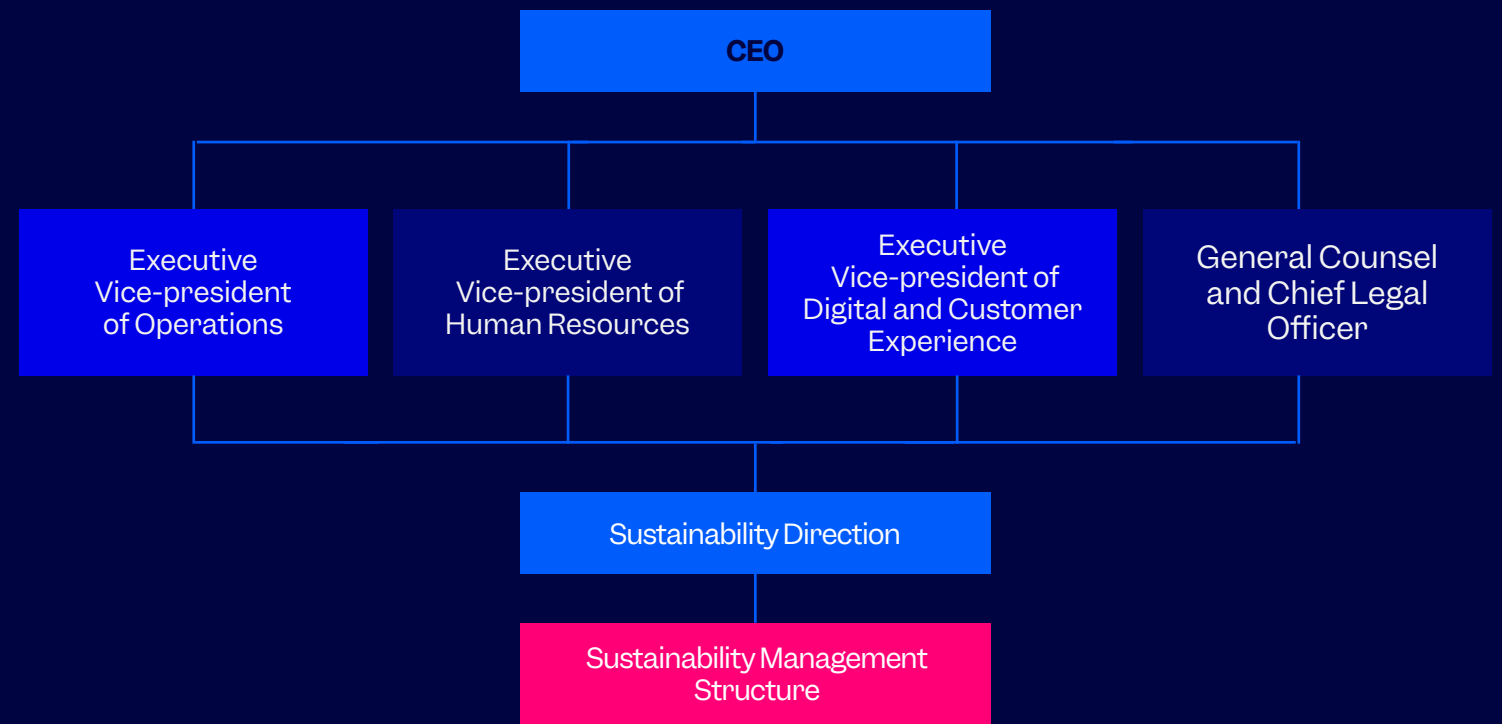 CEO
Executive
Vice-president
of Operations
Executive
Vice-president of
Human Resources
Executive
Vice-president of
Digital and Customer
Experience
General Counsel
and Chief Legal
Officer
Sustainability Direction
Sustainability Management
Structure